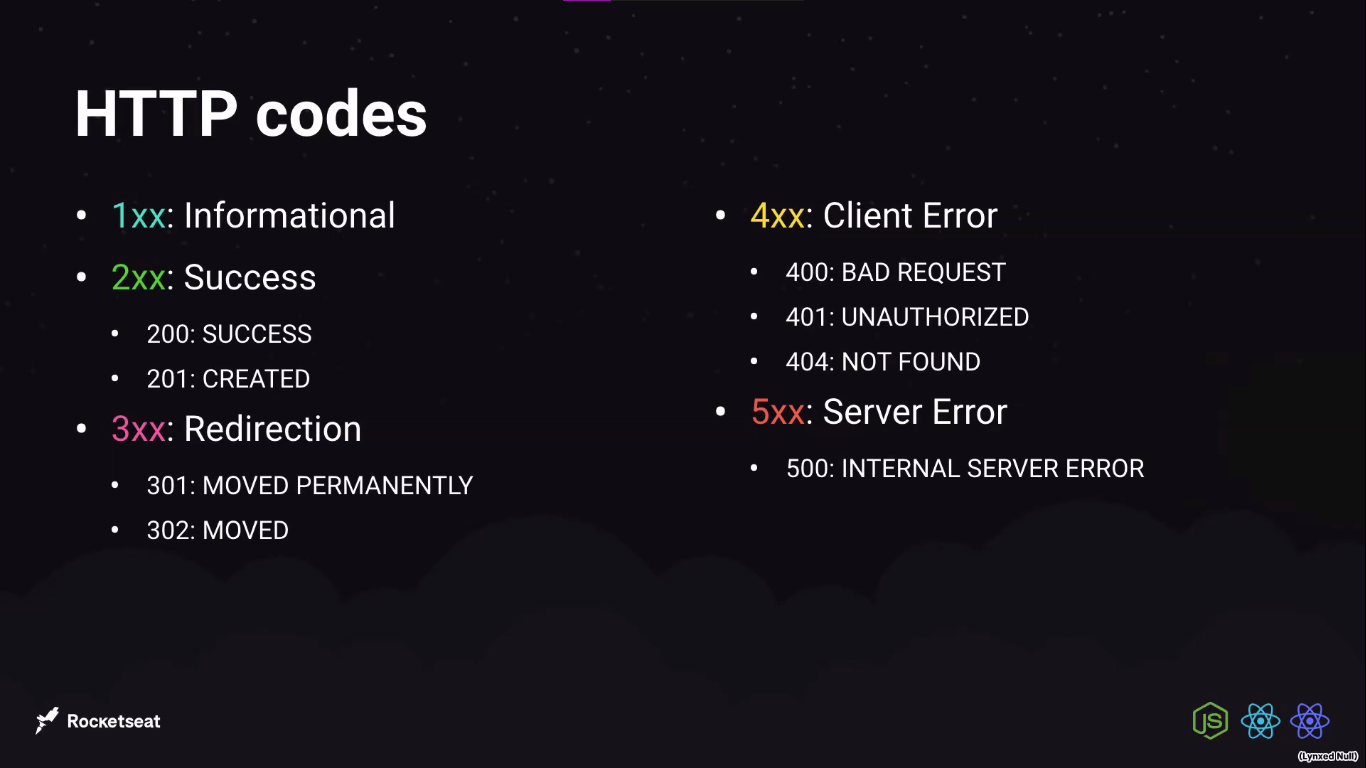 HTTP codes
• 1xx: Informational
• 2xx: Success
• 200: SUCCESS
• 201: CREATED
• 3xx: Redirection
• 301: MOVED PERMANENTLY
• 302: MOVED
• 4xx: Client Error
• 400: BAD REQUEST
• 401: UNAUTHORIZED
• 404: NOT FOUND
• 5xx: Server Error
• 500: INTERNAL SERVER ERROR
Rocketseat
JS
(Lynxed Null)